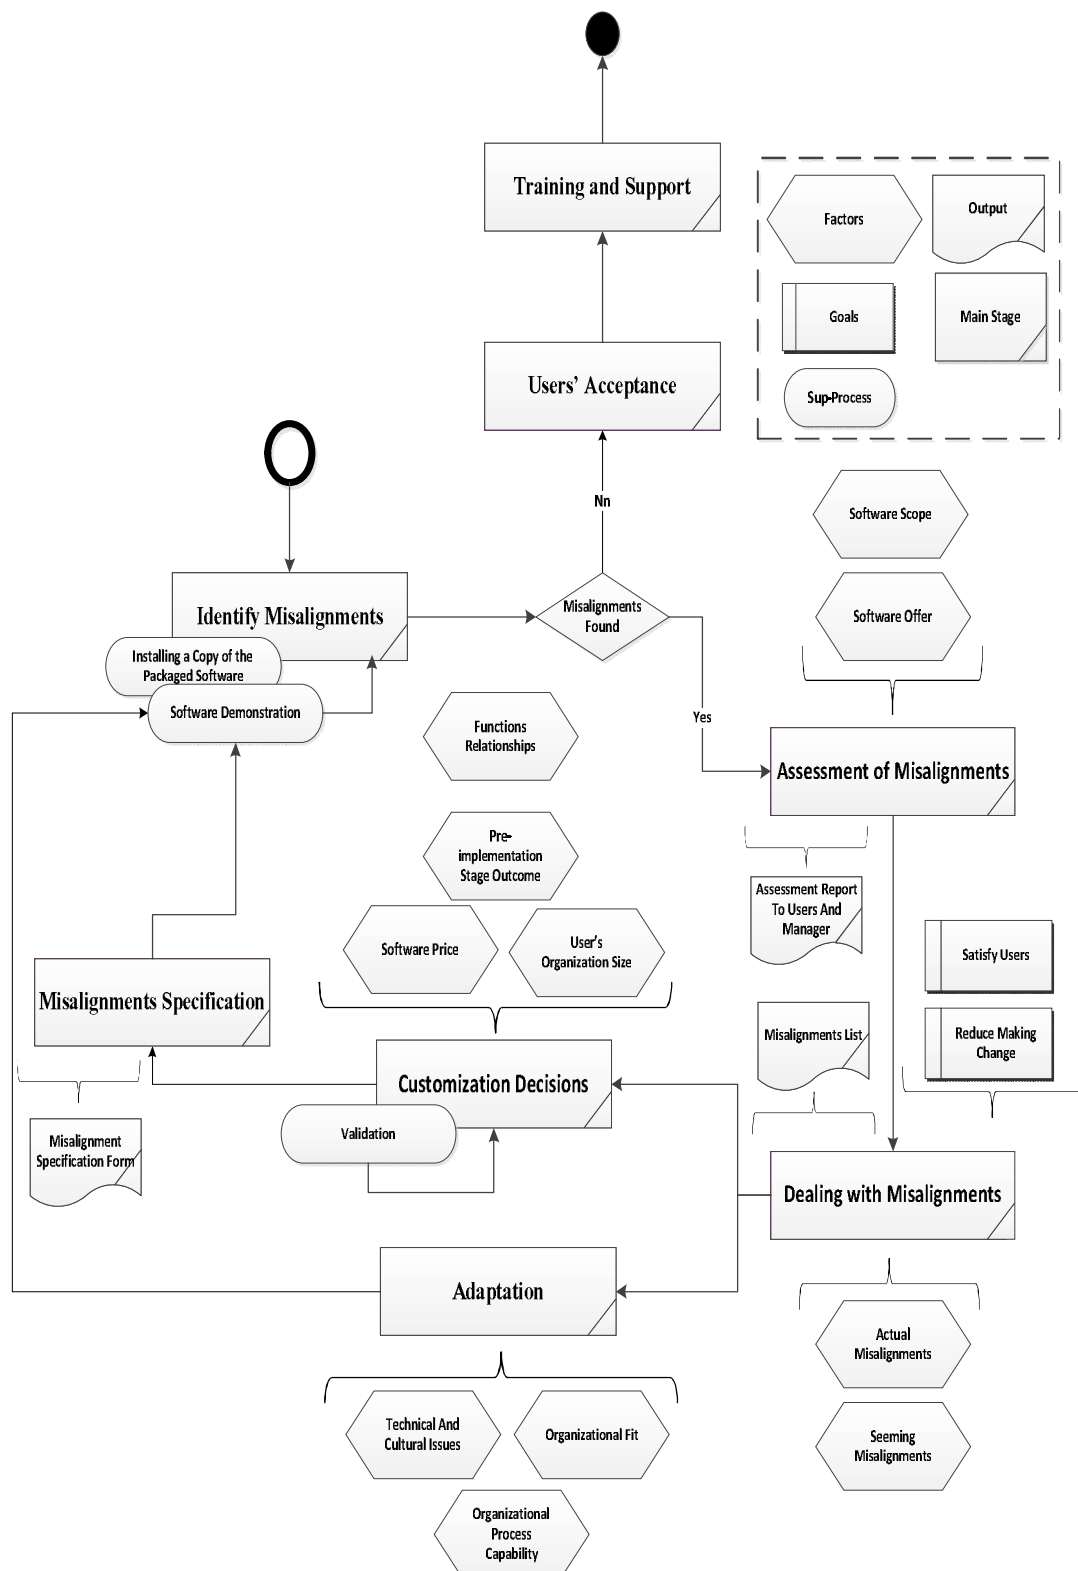 Training and Support
Factors
Output
Goals
Main Stage
Sup-Process
Users' Acceptance
Nn
Software Scope
Software Offer
Identify Misalignments
Misalignments
Found
Installing a Copy of the
Packaged Software
Software Demonstration
Yes
Functions
Relationships
Assessment of Misalignments
Pre-
implementation
Stage Outcome
Assessment Report
To Users And
Manager
Software Price
User's
Organization Size
Satisfy Users
Misalignments Specification
Misalignments List
Reduce Making
Change
Customization Decisions
Validation
Misalignment
Specification Form
Dealing with Misalignments
Adaptation
Actual
Misalignments
Technical And
Cultural Issues
Organizational Fit
Seeming
Misalignments
Organizational
Process
Capability